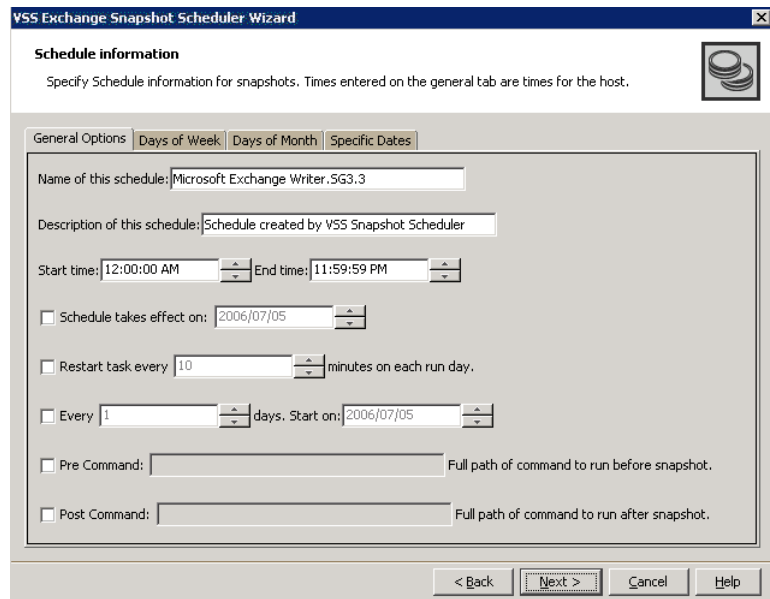 VSS Exchange Snapshot Scheduler Wizard
Schedule information
Specify Schedule information for snapshots. Times entered on the general tab are times for the host.
General Options Days of Week Days of Month Specific Dates
Name of this schedule: Microsoft Exchange Writer.SG3.3
Description of this schedule: Schedule created by VSS Snapshot Scheduler
Start time: 12:00:00 AM End time: 11:59:59 PM
Schedule takes effect on: 2006/07/05
Restart task every 10 minutes on each run day.
Every 1 days. Start on: 2006/07/05
Pre Command: Full path of command to run before snapshot.
Post Command: Full path of command to run after snapshot.
< Back Next > Cancel Help